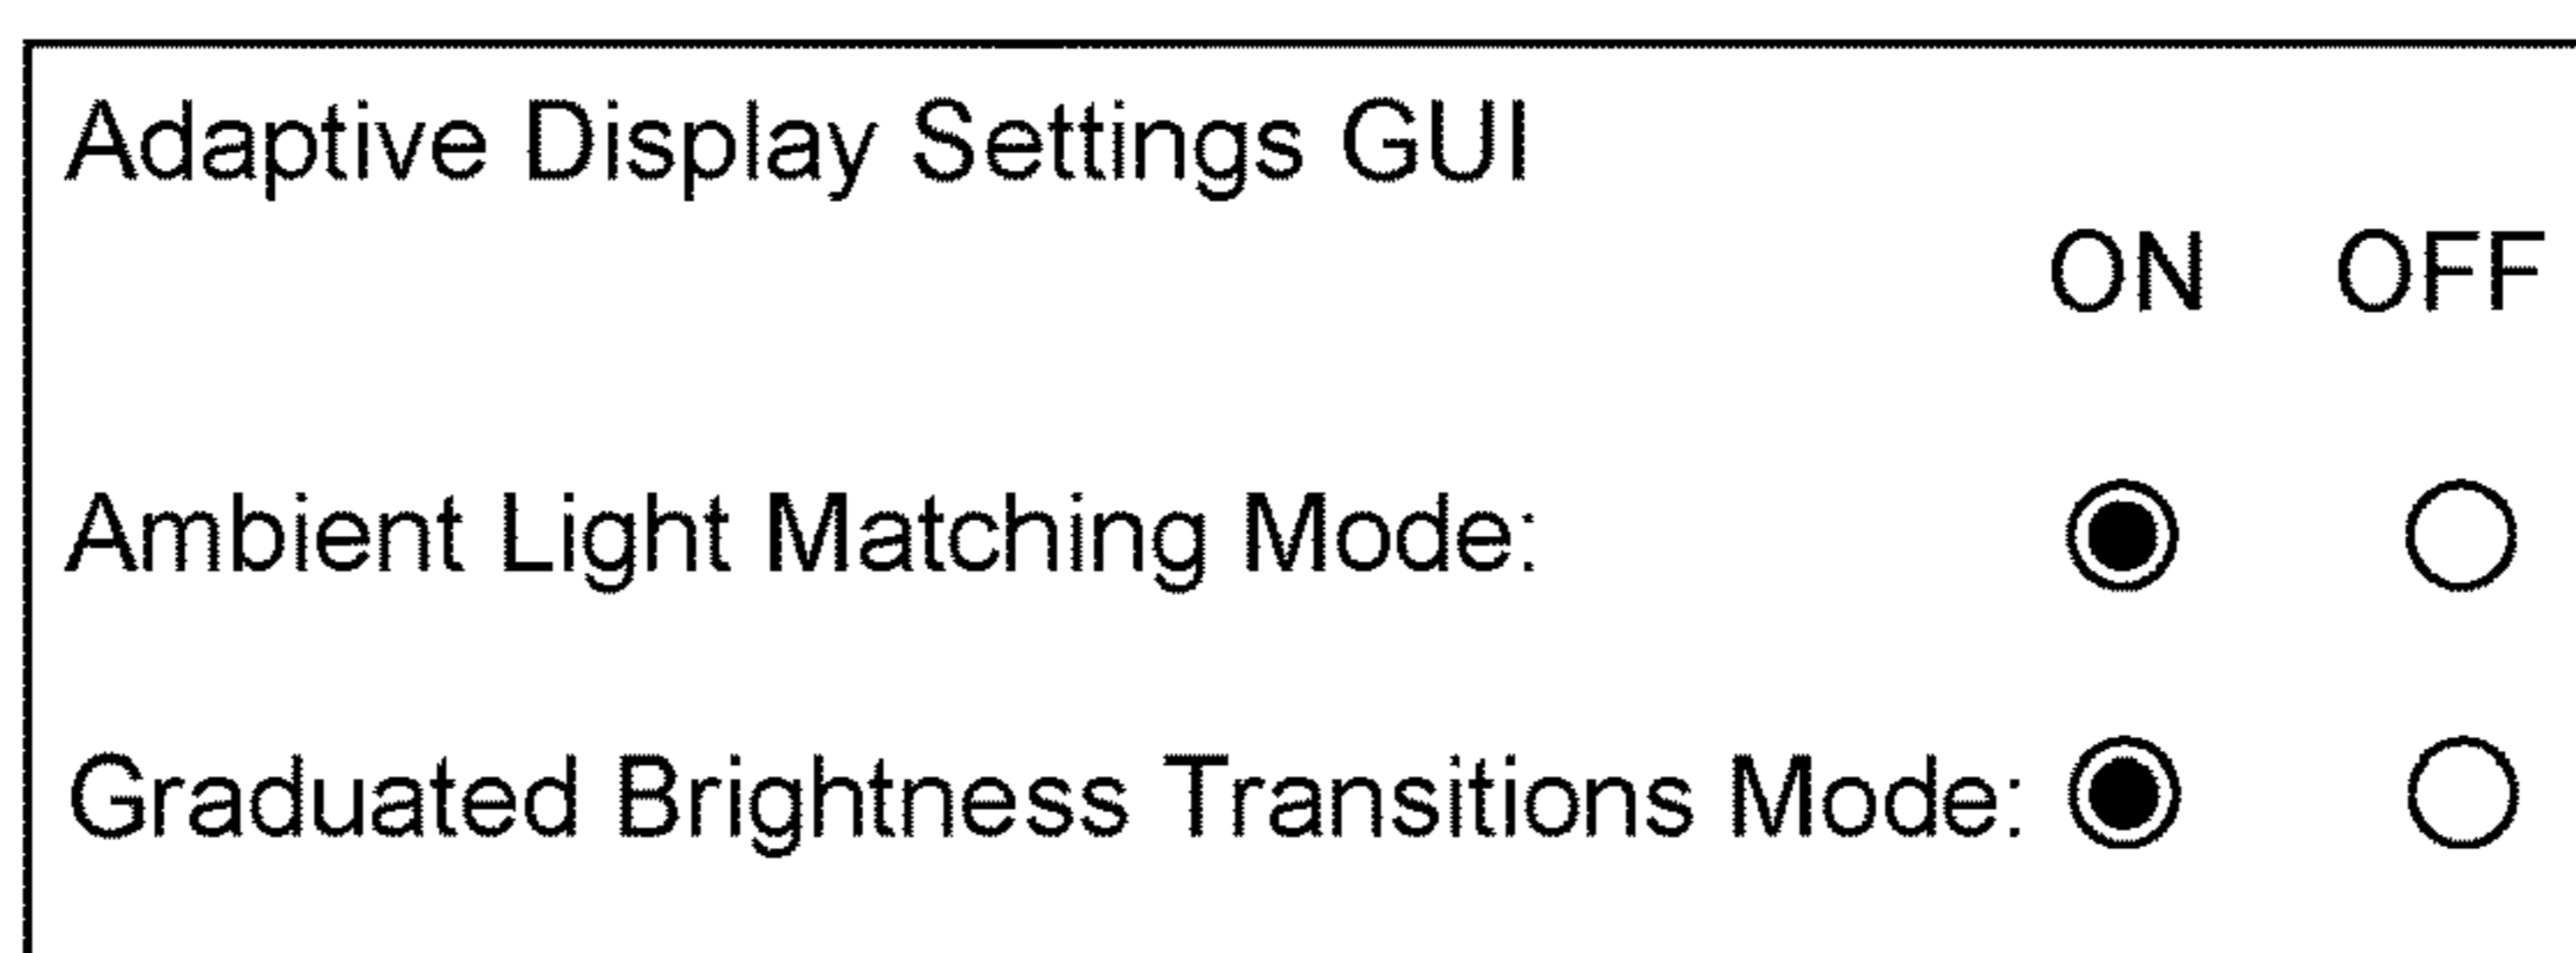 Adaptive Display Settings GUI
ON OFF
Ambient Light Matching Mode:
Graduated Brightness Transitions Mode: